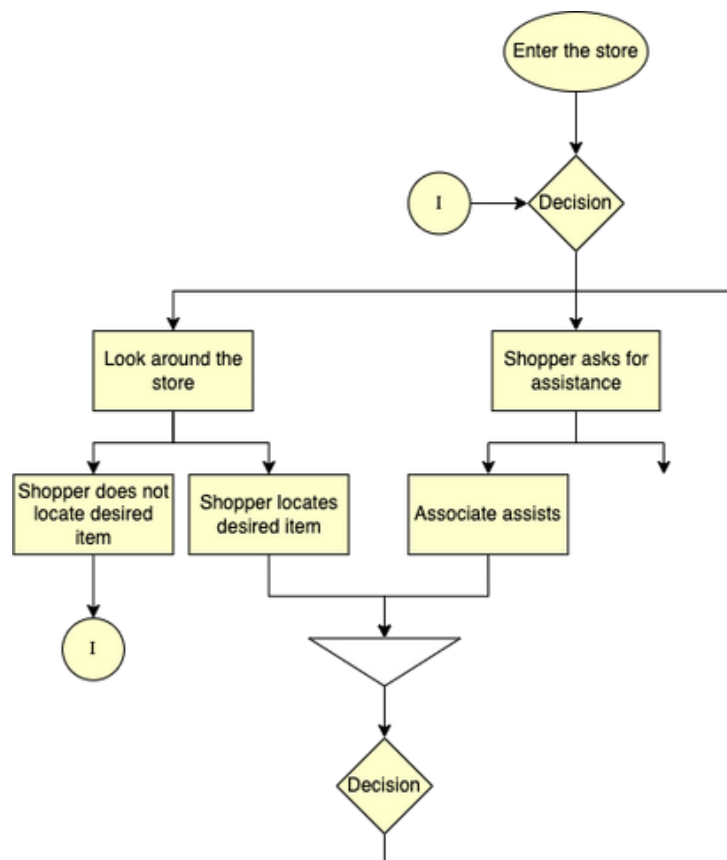 Enter the store
I
Decision
Look around the
store
Shopper asks for
assistance
Shopper does not
locate desired
item
Shopper locates
desired item
Associate assists
I
Decision